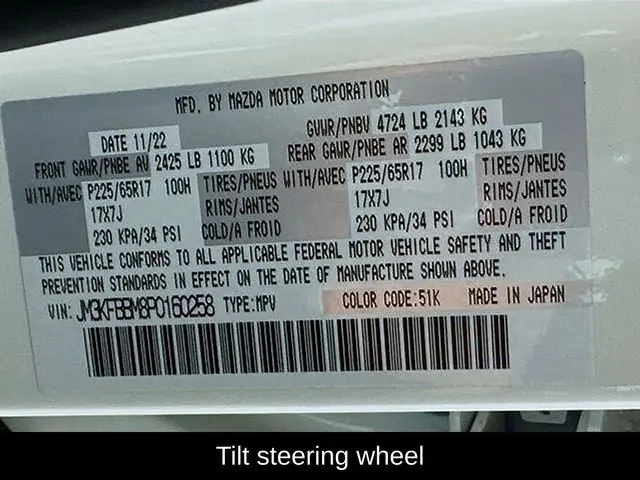 MFD. BY MAZDA MOTOR CORPORATION
DATE 11/22 GVWR/PNBV 4724 LB 2143 KG
FRONT GAWR/PNBE AV 2425 LB 1100 KG REAR GAWR/PNBE AR 2299 LB 1043 KG
WITH/AVEC P225/65R17 100H TIRES/PNEUS WITH/AVEC P225/65R17 100H TIRES/PNEUS
17X7J RIMS/JANTES 17X7J RIMS/JANTES
230 KPA/34 PSI COLD/A FROID 230 KPA/34 PSI COLD/A FROID
THIS VEHICLE CONFORMS TO ALL APPLICABLE FEDERAL MOTOR VEHICLE SAFETY AND THEFT
PREVENTION STANDARDS IN EFFECT ON THE DATE OF MANUFACTURE SHOWN ABOVE.
VIN: JM3KFBBM8P0160258 TYPE:MPV COLOR CODE:51K MADE IN JAPAN
Tilt steering wheel